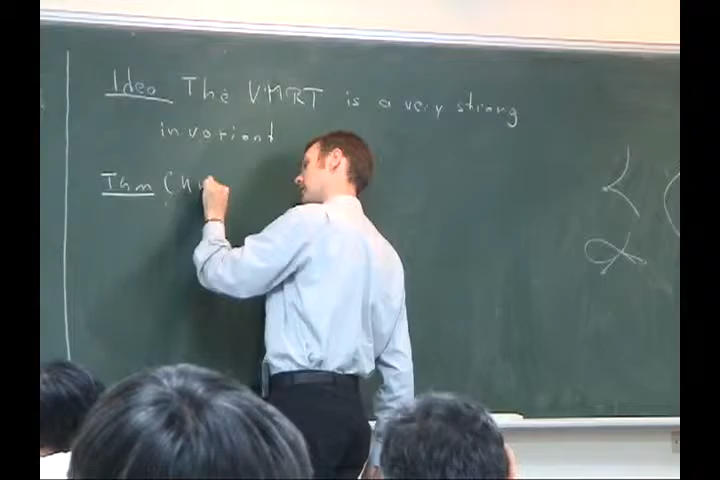 Idea The VMRT is a very strong
invariant
Thm (